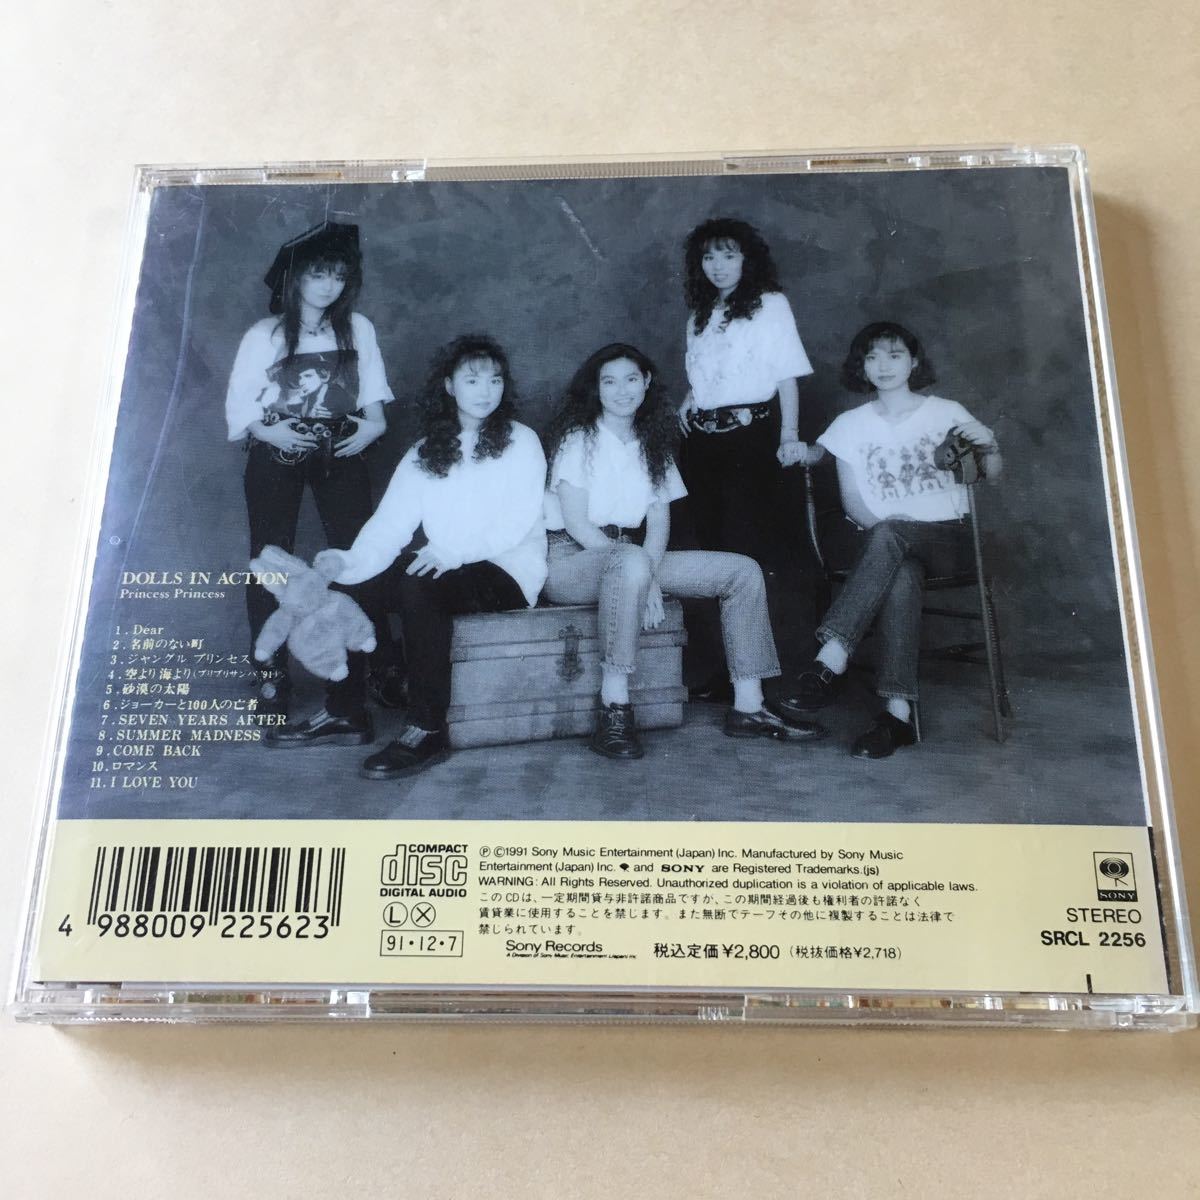 DOLLS IN ACTION
Princess Princess
1. Dear
2. 名前のない町
3. ジャングル プリンセス
4. 空より海より(プリプリサンバ '91)
5. 砂漠の太陽
6. ジョーカーと100人の亡者
7. SEVEN YEARS AFTER
8. SUMMER MADNESS
9. COME BACK
10. ロマンス
11. I LOVE YOU
4 988009 225623
COMPACT
disc
DIGITAL AUDIO
L X
91・12・7
Ⓟ©1991 Sony Music Entertainment (Japan) Inc. Manufactured by Sony Music
Entertainment (Japan) Inc. and SONY are Registered Trademarks. (js)
WARNING: All Rights Reserved. Unauthorized duplication is a violation of applicable laws.
このCDは、一定期間貸与非許諾商品ですが、この期間経過後も権利者の許諾なく
賃貸業に使用することを禁じます。また無断でテープその他に複製することは法律で
禁じられています。
Sony Records
A Division of Sony Music Entertainment (Japan) Inc.
税込定価¥2,800 (税抜価格¥2,718)
SONY
STEREO
SRCL 2256